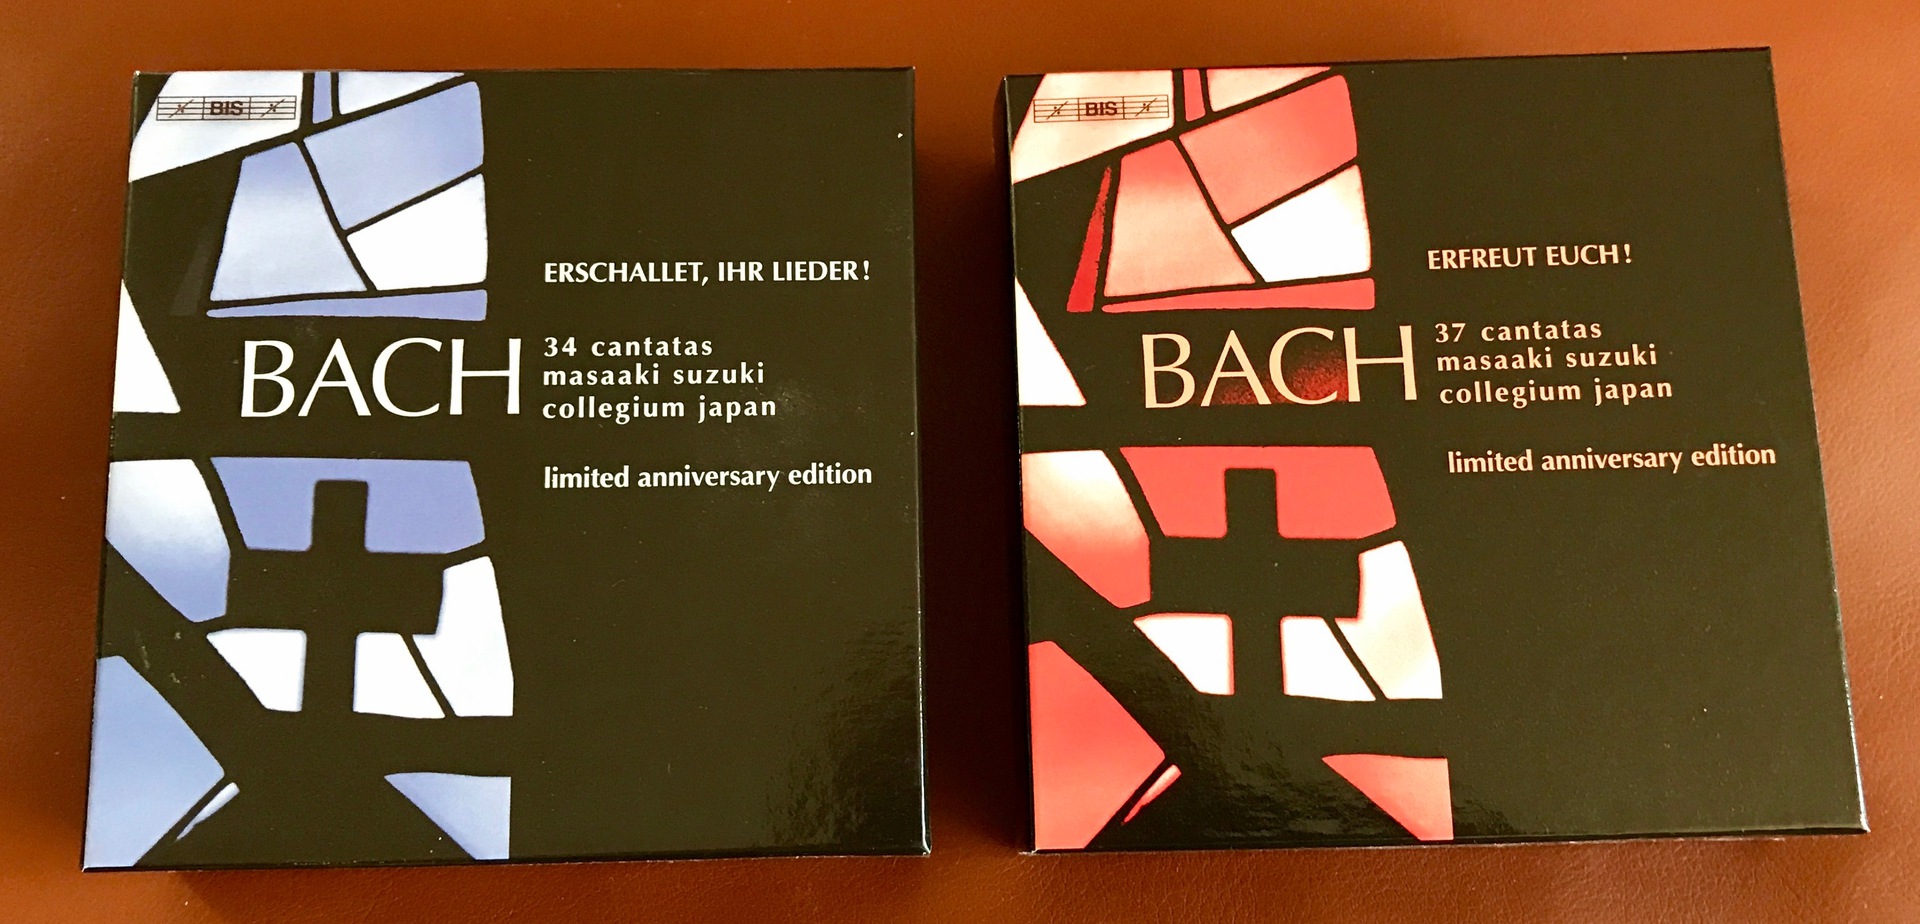 BIS
ERSCHALLET, IHR LIEDER!
BACH
34 cantatas
masaaki suzuki
collegium japan
limited anniversary edition
BIS
ERFREUT EUCH!
BACH
37 cantatas
masaaki suzuki
collegium japan
limited anniversary edition